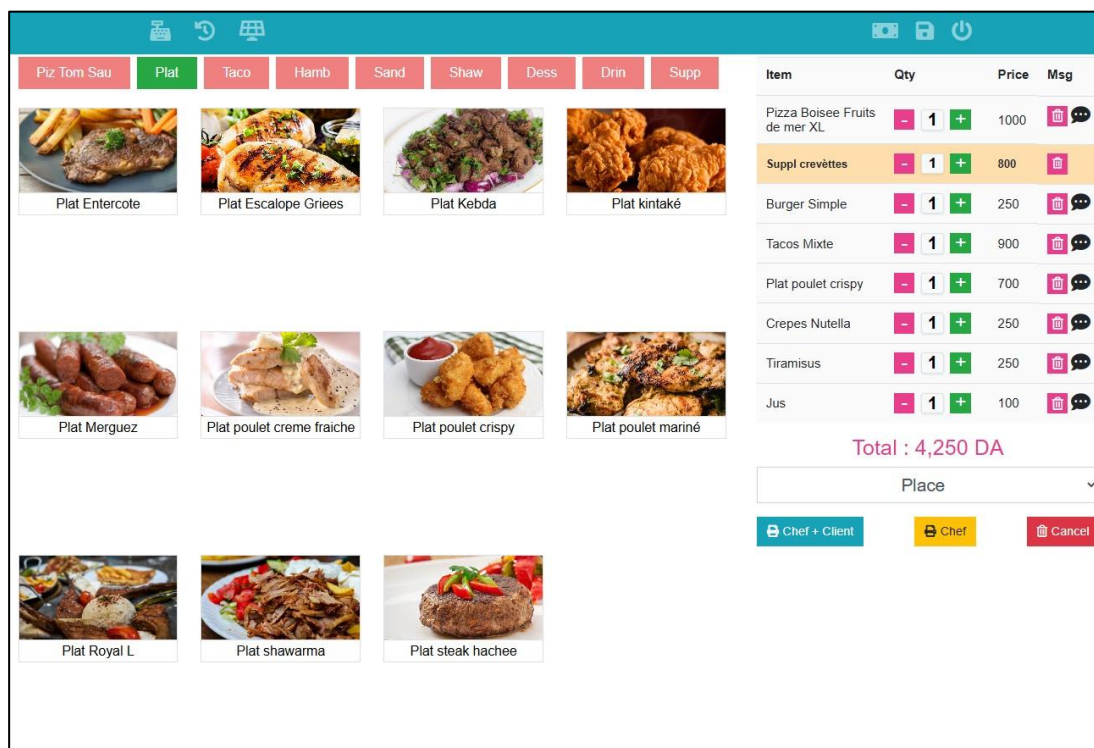 Piz Tom Sau Plat Taco Hamb Sand Shaw Dess Drin Supp
Plat Entercote Plat Escalope Griees Plat Kebda Plat kintaké
Plat Merguez Plat poulet creme fraiche Plat poulet crispy Plat poulet mariné
Plat Royal L Plat shawarma Plat steak hachee
Item Qty Price Msg
Pizza Boisee Fruits
de mer XL - 1 + 1000
Suppl crevèttes - 1 + 800
Burger Simple - 1 + 250
Tacos Mixte - 1 + 900
Plat poulet crispy - 1 + 700
Crepes Nutella - 1 + 250
Tiramisus - 1 + 250
Jus - 1 + 100
Total : 4,250 DA
Place
Chef + Client Chef Cancel